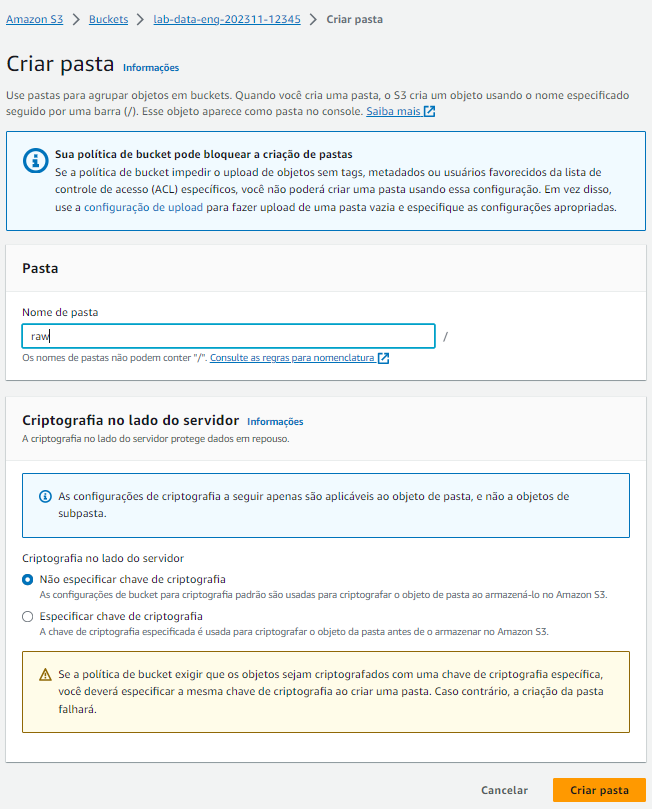 Amazon S3 > Buckets > lab-data-eng-202311-12345 > Criar pasta
Criar pasta Informações
Use pastas para agrupar objetos em buckets. Quando você cria uma pasta, o S3 cria um objeto usando o nome especificado
seguido por uma barra (/). Esse objeto aparece como pasta no console. Saiba mais
Sua política de bucket pode bloquear a criação de pastas
Se a política de bucket impedir o upload de objetos sem tags, metadados ou usuários favorecidos da lista de
controle de acesso (ACL) específicos, você não poderá criar uma pasta usando essa configuração. Em vez disso,
use a configuração de upload para fazer upload de uma pasta vazia e especifique as configurações apropriadas.
Pasta
Nome de pasta
raw /
Os nomes de pastas não podem conter "/". Consulte as regras para nomenclatura
Criptografia no lado do servidor Informações
A criptografia no lado do servidor protege dados em repouso.
As configurações de criptografia a seguir apenas são aplicáveis ao objeto de pasta, e não a objetos de
subpasta.
Criptografia no lado do servidor
Não especificar chave de criptografia
As configurações de bucket para criptografia padrão são usadas para criptografar o objeto de pasta ao armazená-lo no Amazon S3.
Especificar chave de criptografia
A chave de criptografia especificada é usada para criptografar o objeto da pasta antes de o armazenar no Amazon S3.
Se a política de bucket exigir que os objetos sejam criptografados com uma chave de criptografia específica,
você deverá especificar a mesma chave de criptografia ao criar uma pasta. Caso contrário, a criação da pasta
falhará.
Cancelar Criar pasta